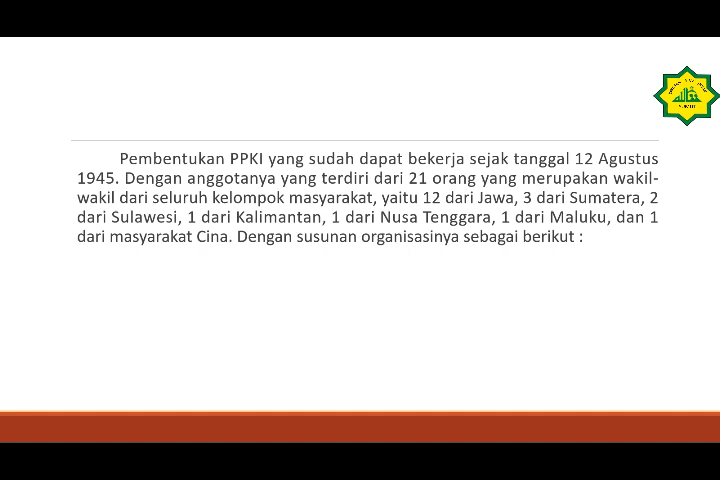 Pembentukan PPKI yang sudah dapat bekerja sejak tanggal 12 Agustus
1945. Dengan anggotanya yang terdiri dari 21 orang yang merupakan wakil-
wakil dari seluruh kelompok masyarakat, yaitu 12 dari Jawa, 3 dari Sumatera, 2
dari Sulawesi, 1 dari Kalimantan, 1 dari Nusa Tenggara, 1 dari Maluku, dan 1
dari masyarakat Cina. Dengan susunan organisasinya sebagai berikut :